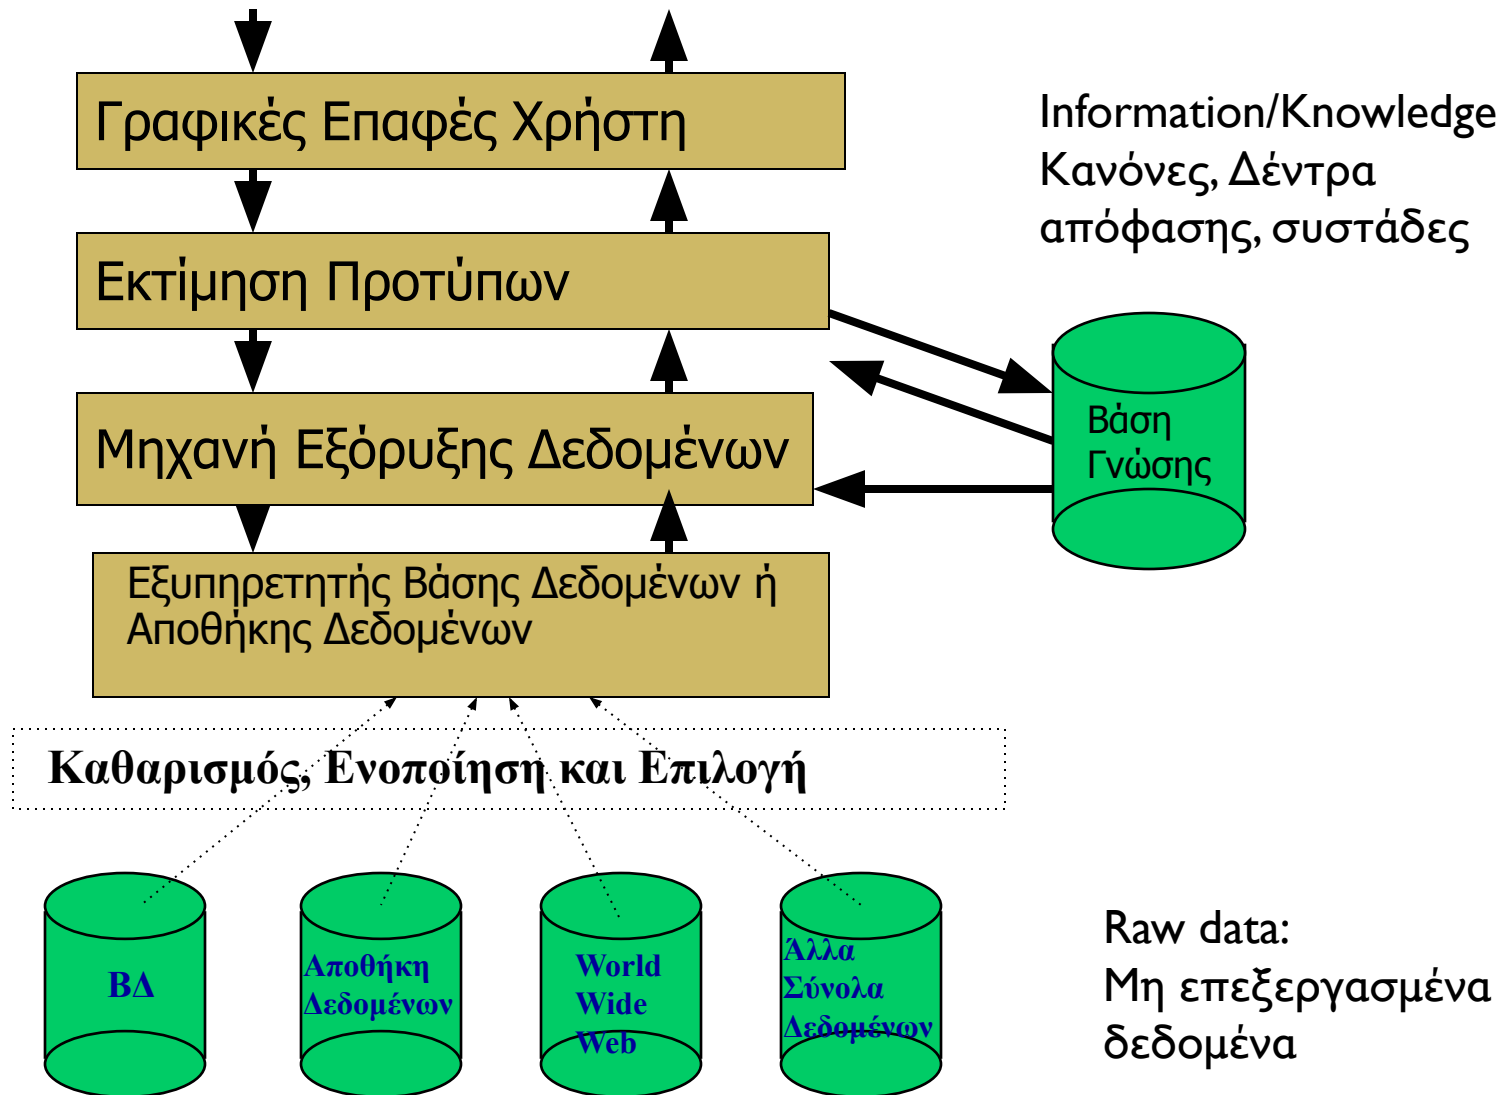 Γραφικές Επαφές Χρήστη
Information/Knowledge
Κανόνες, Δέντρα
απόφασης, συστάδες
Εκτίμηση Προτύπων
Μηχανή Εξόρυξης Δεδομένων
Βάση
Γνώσης
Εξυπηρετητής Βάσης Δεδομένων ή
Αποθήκης Δεδομένων
Καθαρισμός, Ενοποίηση και Επιλογή
ΒΔ
Αποθήκη
Δεδομένων
World
Wide
Web
Άλλα
Σύνολα
Δεδομένων
Raw data:
Μη επεξεργασμένα
δεδομένα